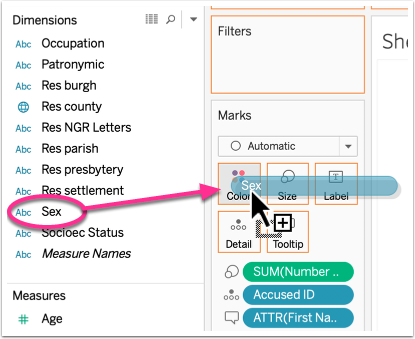 Dimensions
Abc Occupation
Abc Patronymic
Abc Res burgh
Res county
Abc Res NGR Letters
Abc Res parish
Abc Res presbytery
Abc Res settlement
Abc Sex
Abc Socioec Status
Abc Measure Names
Measures
# Age
Filters
Marks
Automatic
Color
Sex
Size
T Label
Detail
Tooltip
SUM(Number ..
Accused ID
ATTR(First Na..
She